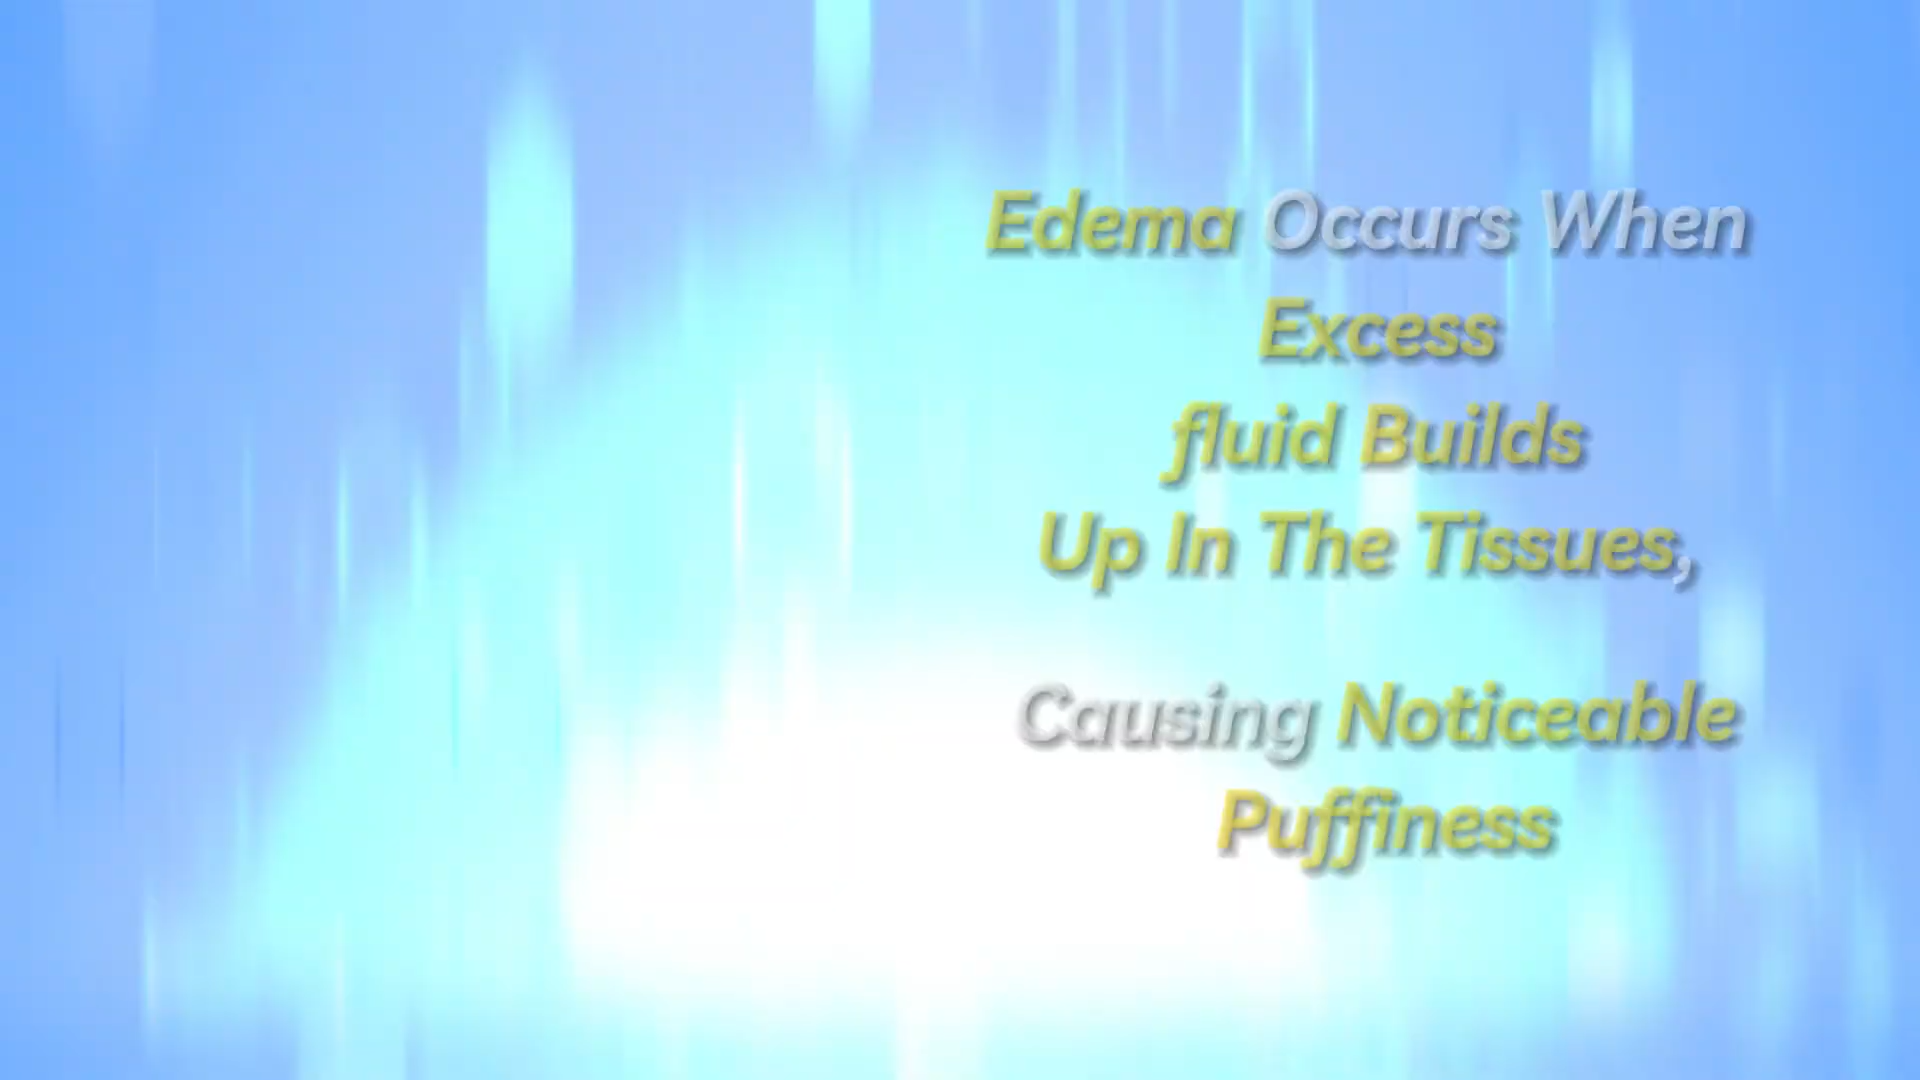 Edema Occurs When
Excess
fluid Builds
Up In The Tissues,
Causing Noticeable
Puffiness